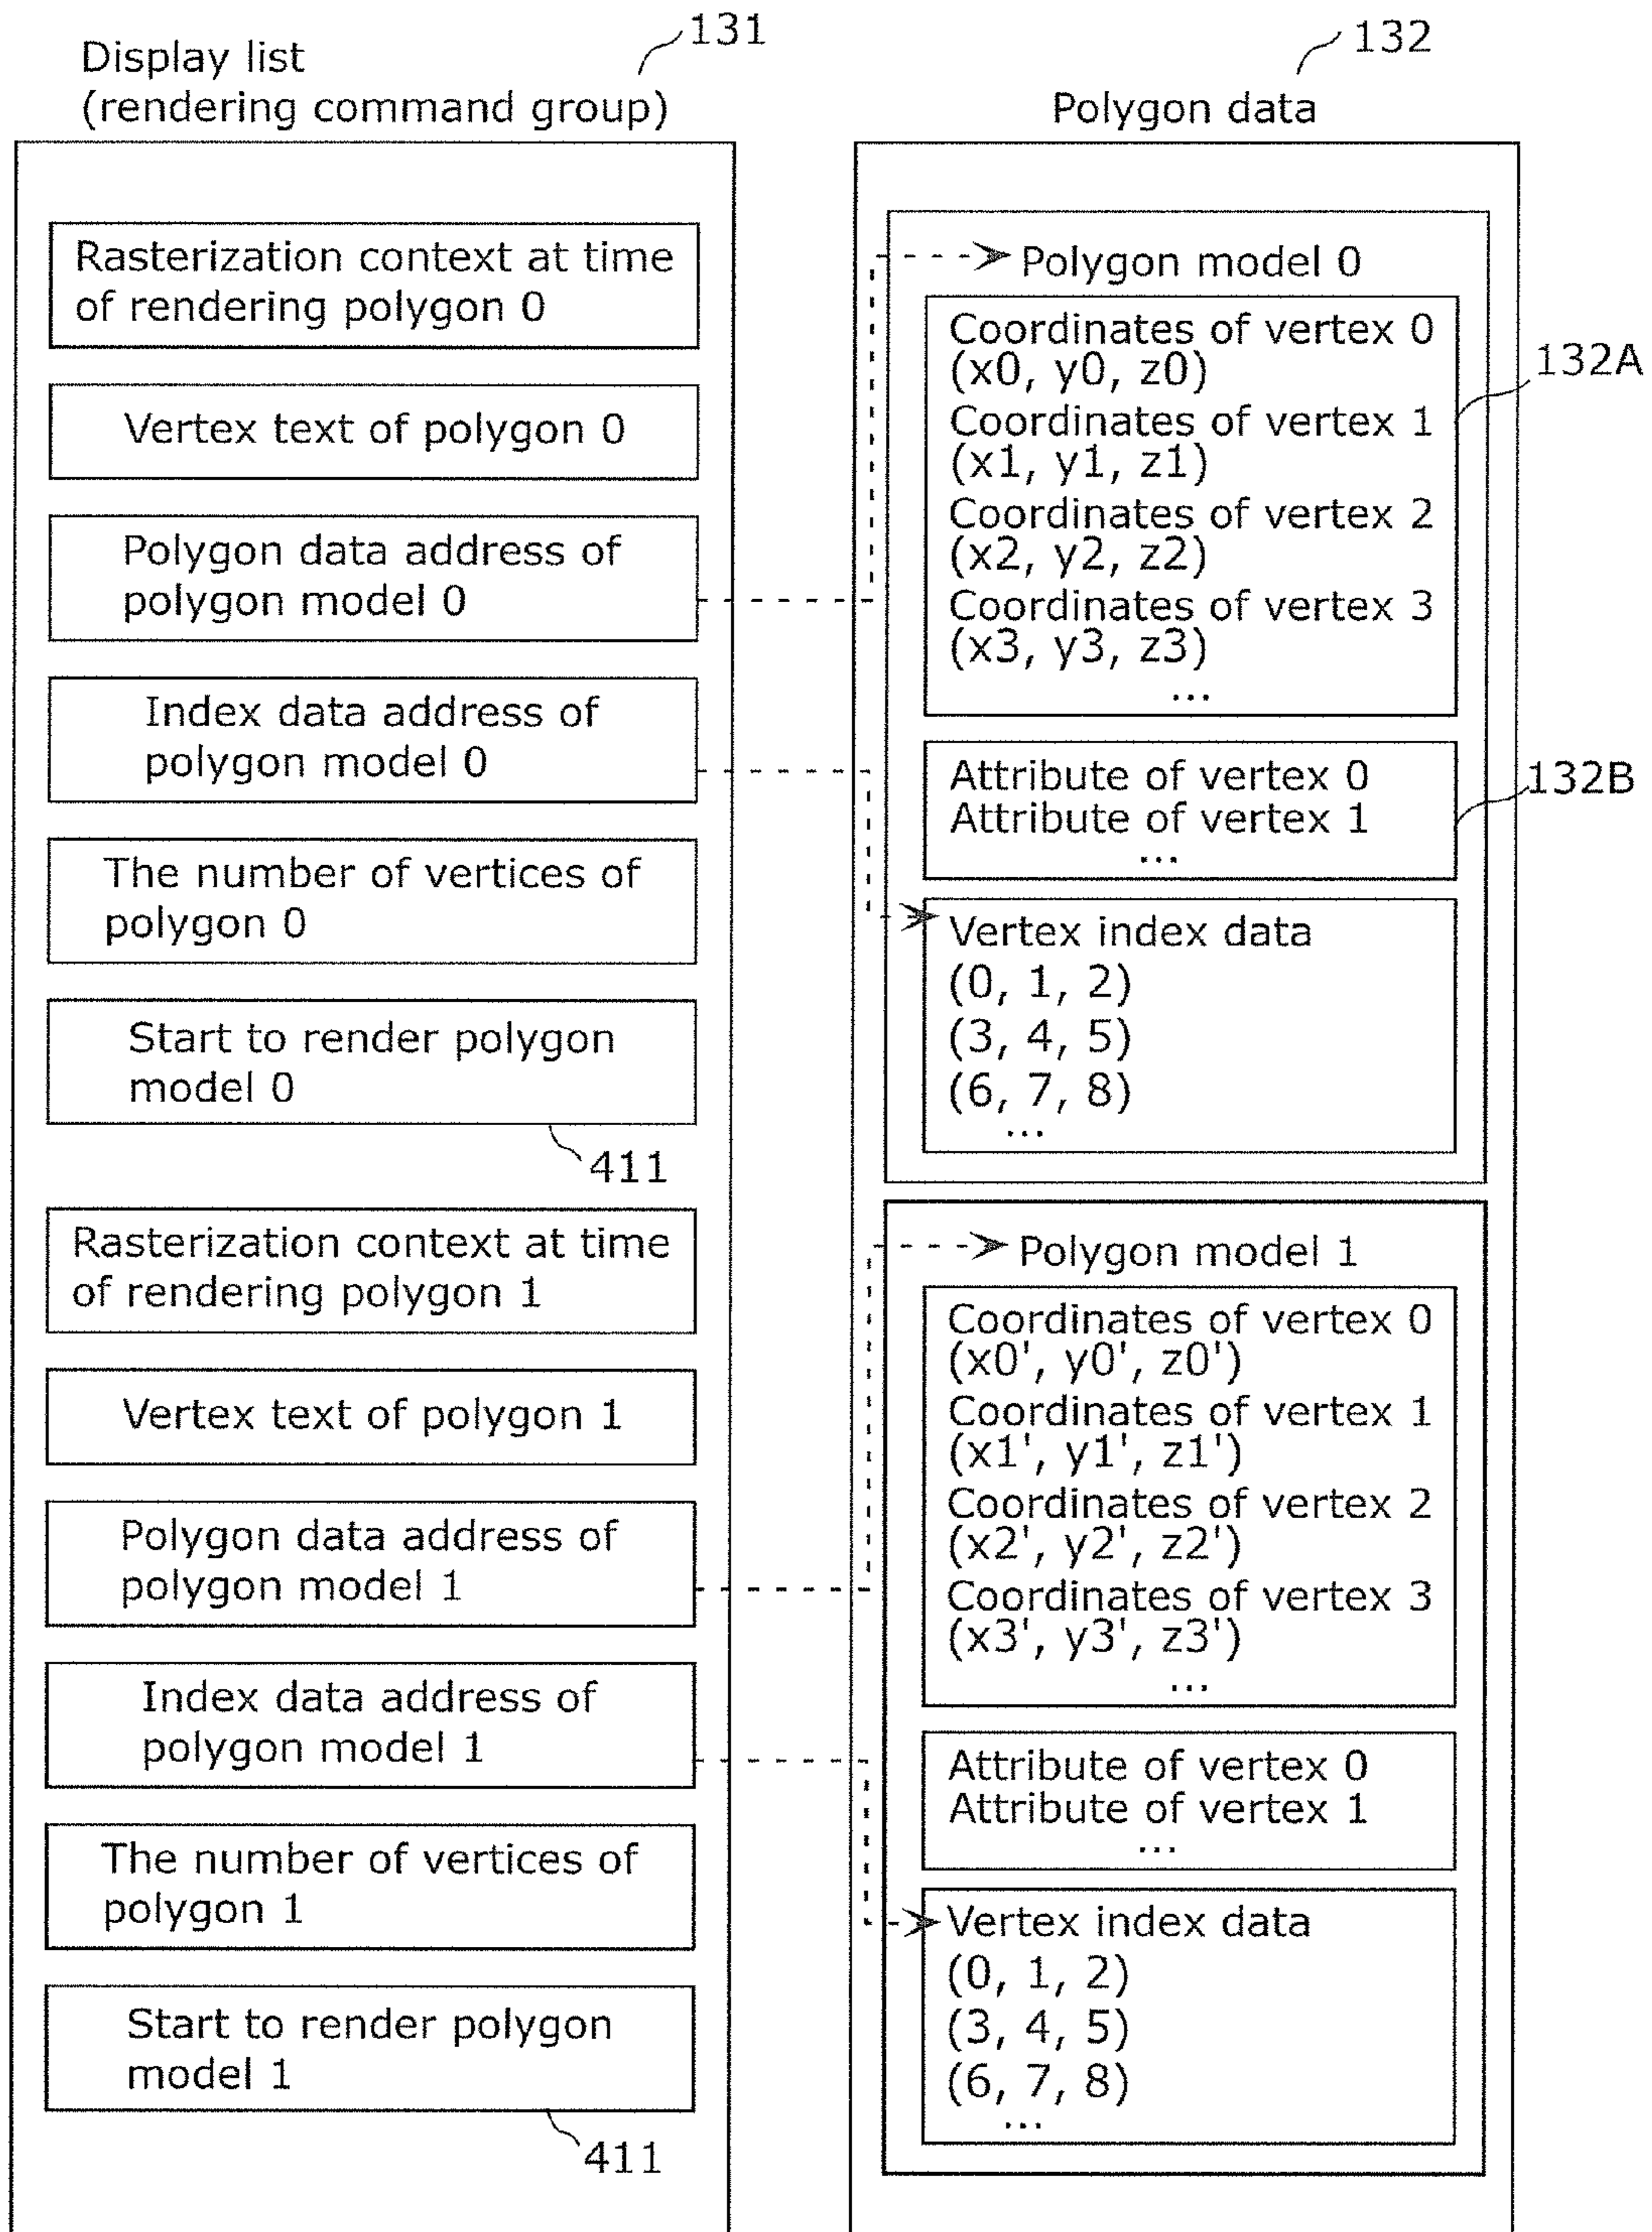 Display list
(rendering command group)
131
Rasterization context at time
of rendering polygon 0
Vertex text of polygon 0
Polygon data address of
polygon model 0
Index data address of
polygon model 0
The number of vertices of
polygon 0
Start to render polygon
model 0
411
Rasterization context at time
of rendering polygon 1
Vertex text of polygon 1
Polygon data address of
polygon model 1
Index data address of
polygon model 1
The number of vertices of
polygon 1
Start to render polygon
model 1
411
132
Polygon data
Polygon model 0
Coordinates of vertex 0
(x0, y0, z0)
Coordinates of vertex 1
(x1, y1, z1)
Coordinates of vertex 2
(x2, y2, z2)
Coordinates of vertex 3
(x3, y3, z3)
...
132A
Attribute of vertex 0
Attribute of vertex 1
...
132B
Vertex index data
(0, 1, 2)
(3, 4, 5)
(6, 7, 8)
...
Polygon model 1
Coordinates of vertex 0
(x0', y0', z0')
Coordinates of vertex 1
(x1', y1', z1')
Coordinates of vertex 2
(x2', y2', z2')
Coordinates of vertex 3
(x3', y3', z3')
...
Attribute of vertex 0
Attribute of vertex 1
...
Vertex index data
(0, 1, 2)
(3, 4, 5)
(6, 7, 8)
...